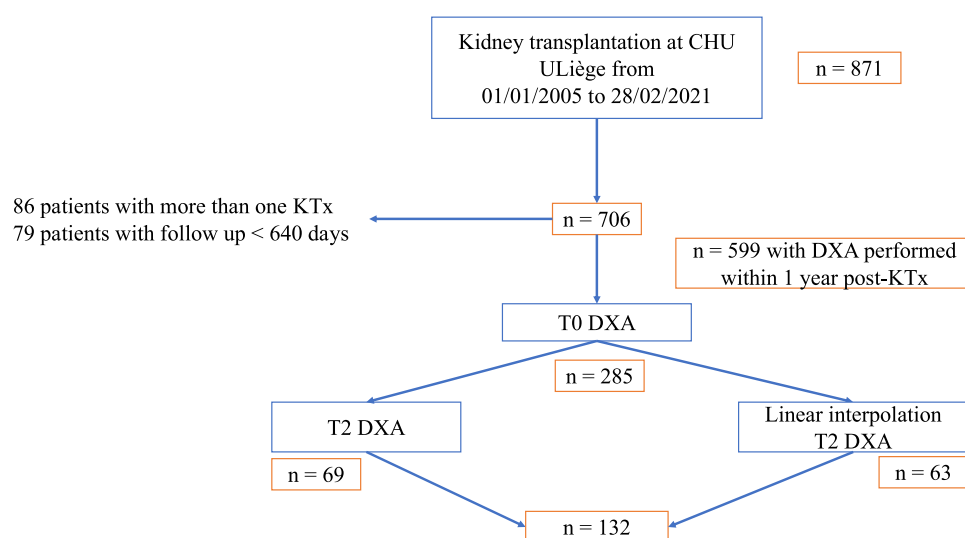 Kidney transplantation at CHU
ULiège from
01/01/2005 to 28/02/2021
n = 871
86 patients with more than one KTx
79 patients with follow up < 640 days
n = 706
n = 599 with DXA performed
within 1 year post-KTx
T0 DXA
n = 285
T2 DXA
Linear interpolation
T2 DXA
n = 69
n = 63
n = 132